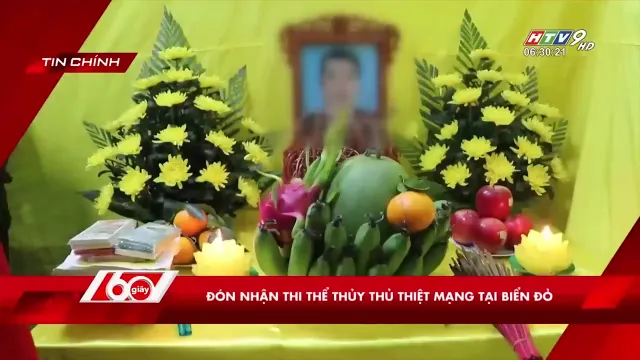 TIN CHÍNH
HTV9 HD
06:30:21
60 giây
ĐÓN NHẬN THI THỂ THỦY THỦ THIỆT MẠNG TẠI BIỂN ĐỎ